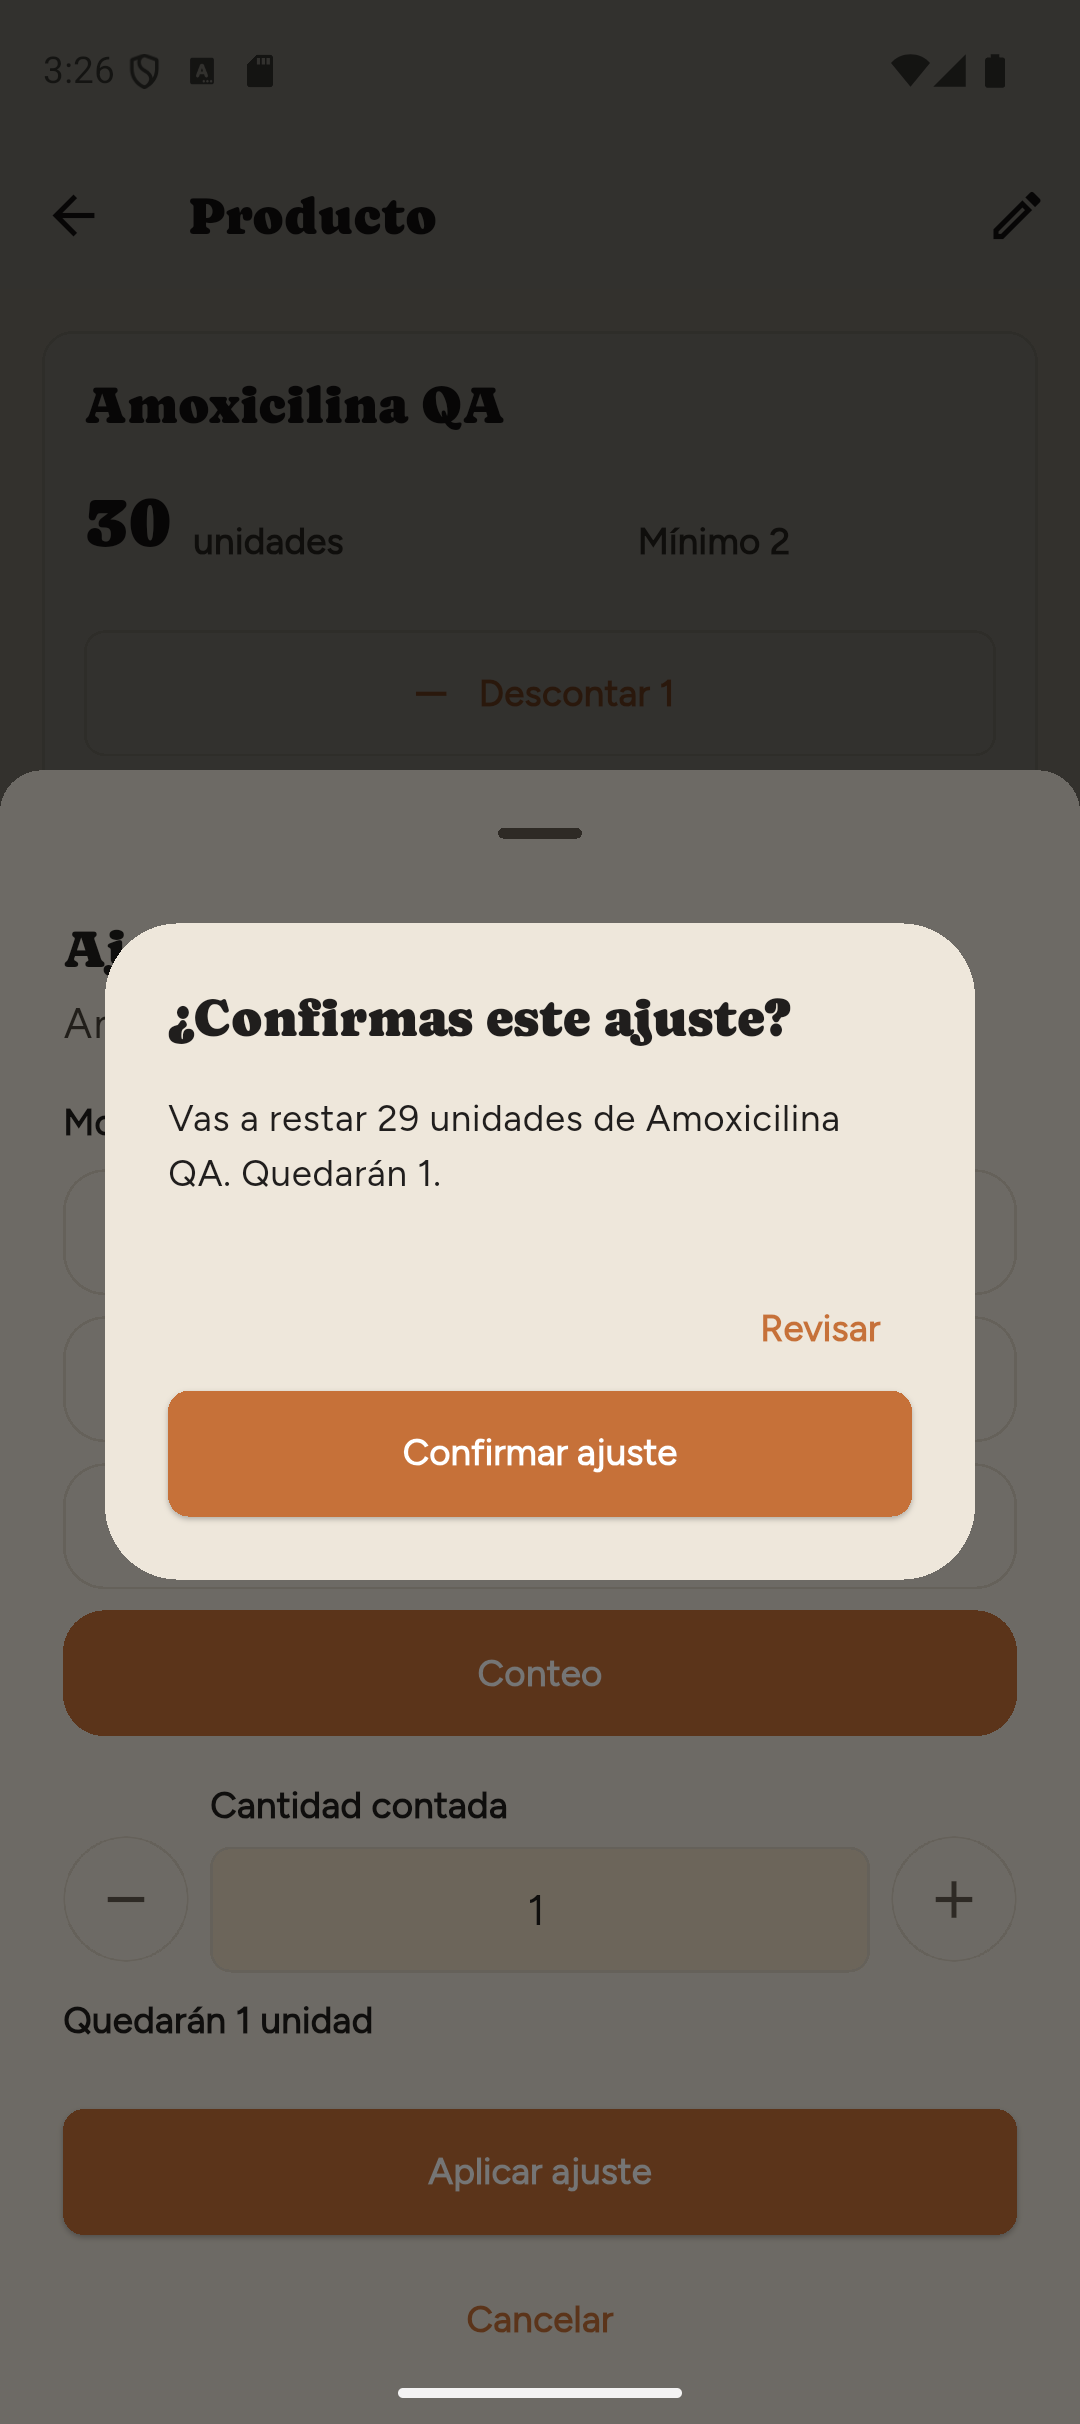 3:26
Producto
Amoxicilina QA
30 unidades
Mínimo 2
Descontar 1
¿Confirmas este ajuste?
Vas a restar 29 unidades de Amoxicilina
QA. Quedarán 1.
Revisar
Confirmar ajuste
Conteo
Cantidad contada
1
Quedarán 1 unidad
Aplicar ajuste
Cancelar